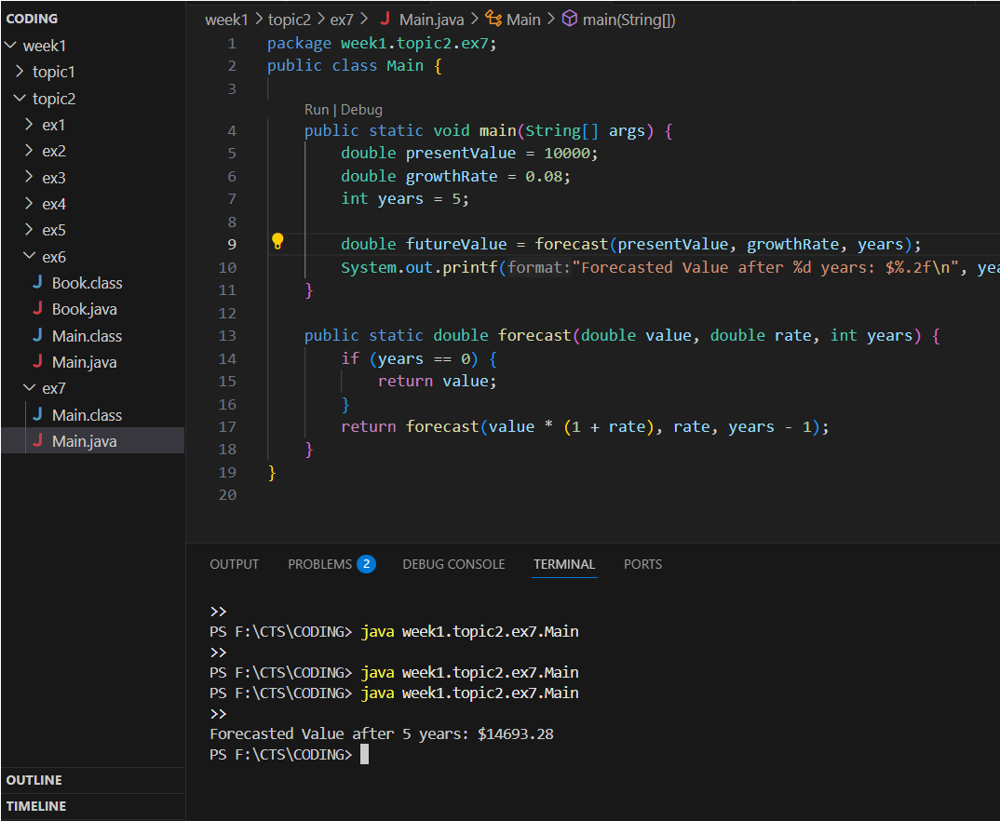 CODING
week1
topic1
topic2
ex1
ex2
ex3
ex4
ex5
ex6
Book.class
Book.java
Main.class
Main.java
ex7
Main.class
Main.java
OUTLINE
TIMELINE
week1 > topic2 > ex7 > Main.java > Main > main(String[])
1 package week1.topic2.ex7;
2 public class Main {
3
Run | Debug
4 public static void main(String[] args) {
5 double presentValue = 10000;
6 double growthRate = 0.08;
7 int years = 5;
8
9 double futureValue = forecast(presentValue, growthRate, years);
10 System.out.printf(format:"Forecasted Value after %d years: $%.2f\n", yea
11 }
12
13 public static double forecast(double value, double rate, int years) {
14 if (years == 0) {
15 return value;
16 }
17 return forecast(value * (1 + rate), rate, years - 1);
18 }
19 }
20
OUTPUT PROBLEMS 2 DEBUG CONSOLE TERMINAL PORTS
>>
PS F:\CTS\CODING> java week1.topic2.ex7.Main
>>
PS F:\CTS\CODING> java week1.topic2.ex7.Main
PS F:\CTS\CODING> java week1.topic2.ex7.Main
>>
Forecasted Value after 5 years: $14693.28
PS F:\CTS\CODING>